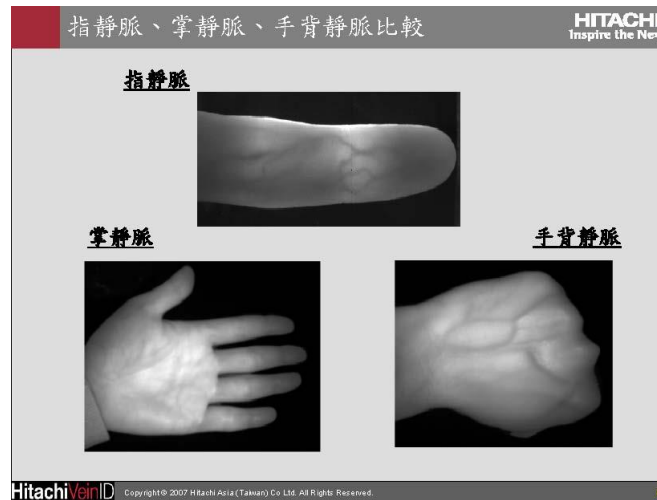 指靜脈、掌靜脈、手背靜脈比較
HITACHI
Inspire the Ne
指靜脈
掌靜脈
手背靜脈
HitachiVeinID
Copyright © 2007 Hitachi Asia (Taiwan) Co Ltd. All Rights Reserved.